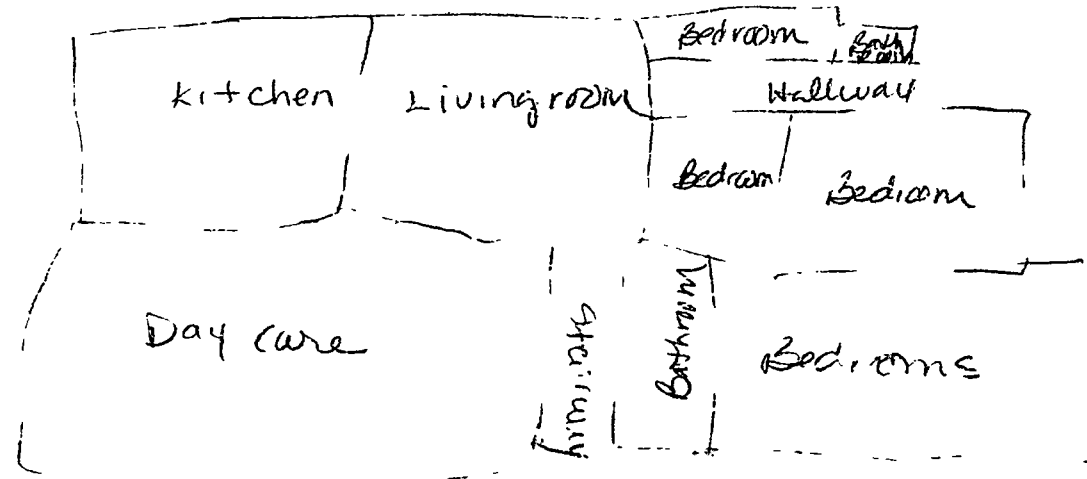 Bedroom
Bath
room
Kitchen
Livingroom
Hallway
Bedroom
Bedroom
Day care
Stairway
Bathroom
Bedrooms